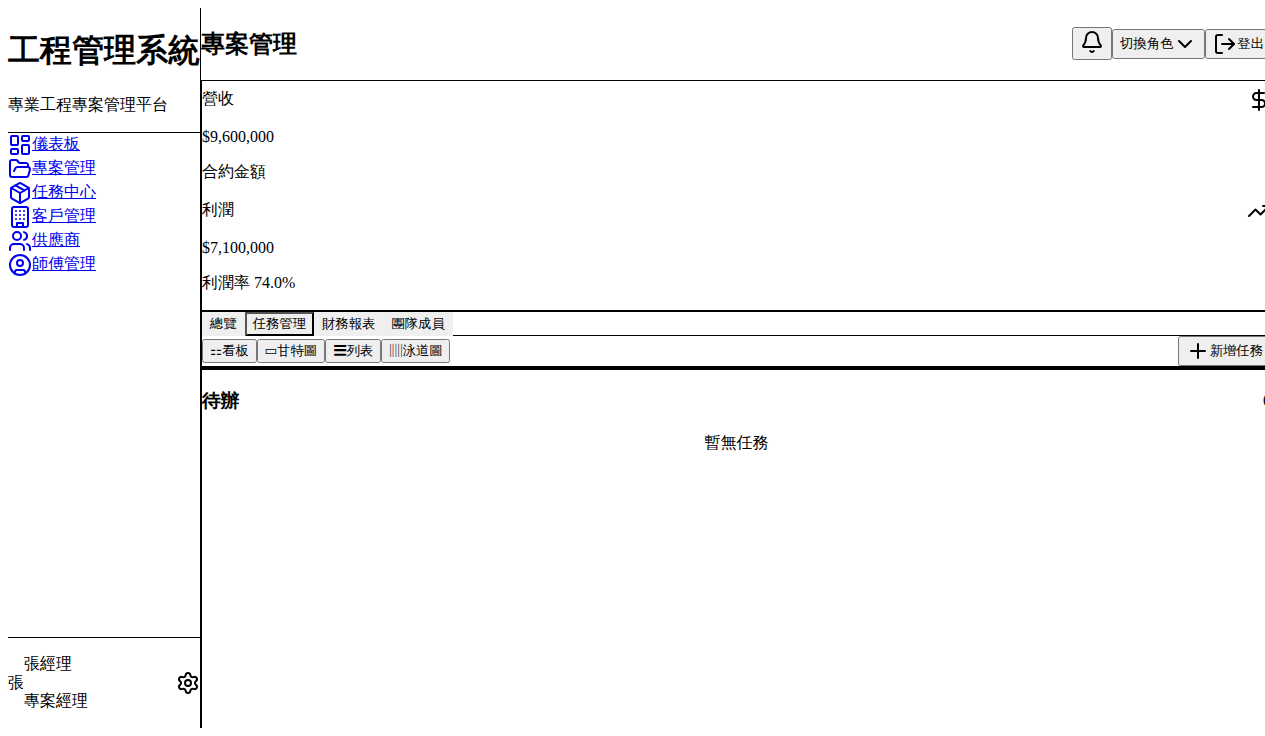 工程管理系統
專業工程專案管理平台
儀表板
專案管理
任務中心
客戶管理
供應商
師傅管理
張
張經理
專案經理
專案管理
切換角色
登出
營收
$9,600,000
合約金額
利潤
$7,100,000
利潤率 74.0%
總覽 任務管理 財務報表 團隊成員
看板 甘特圖 列表 泳道圖
新增任務
待辦
暫無任務